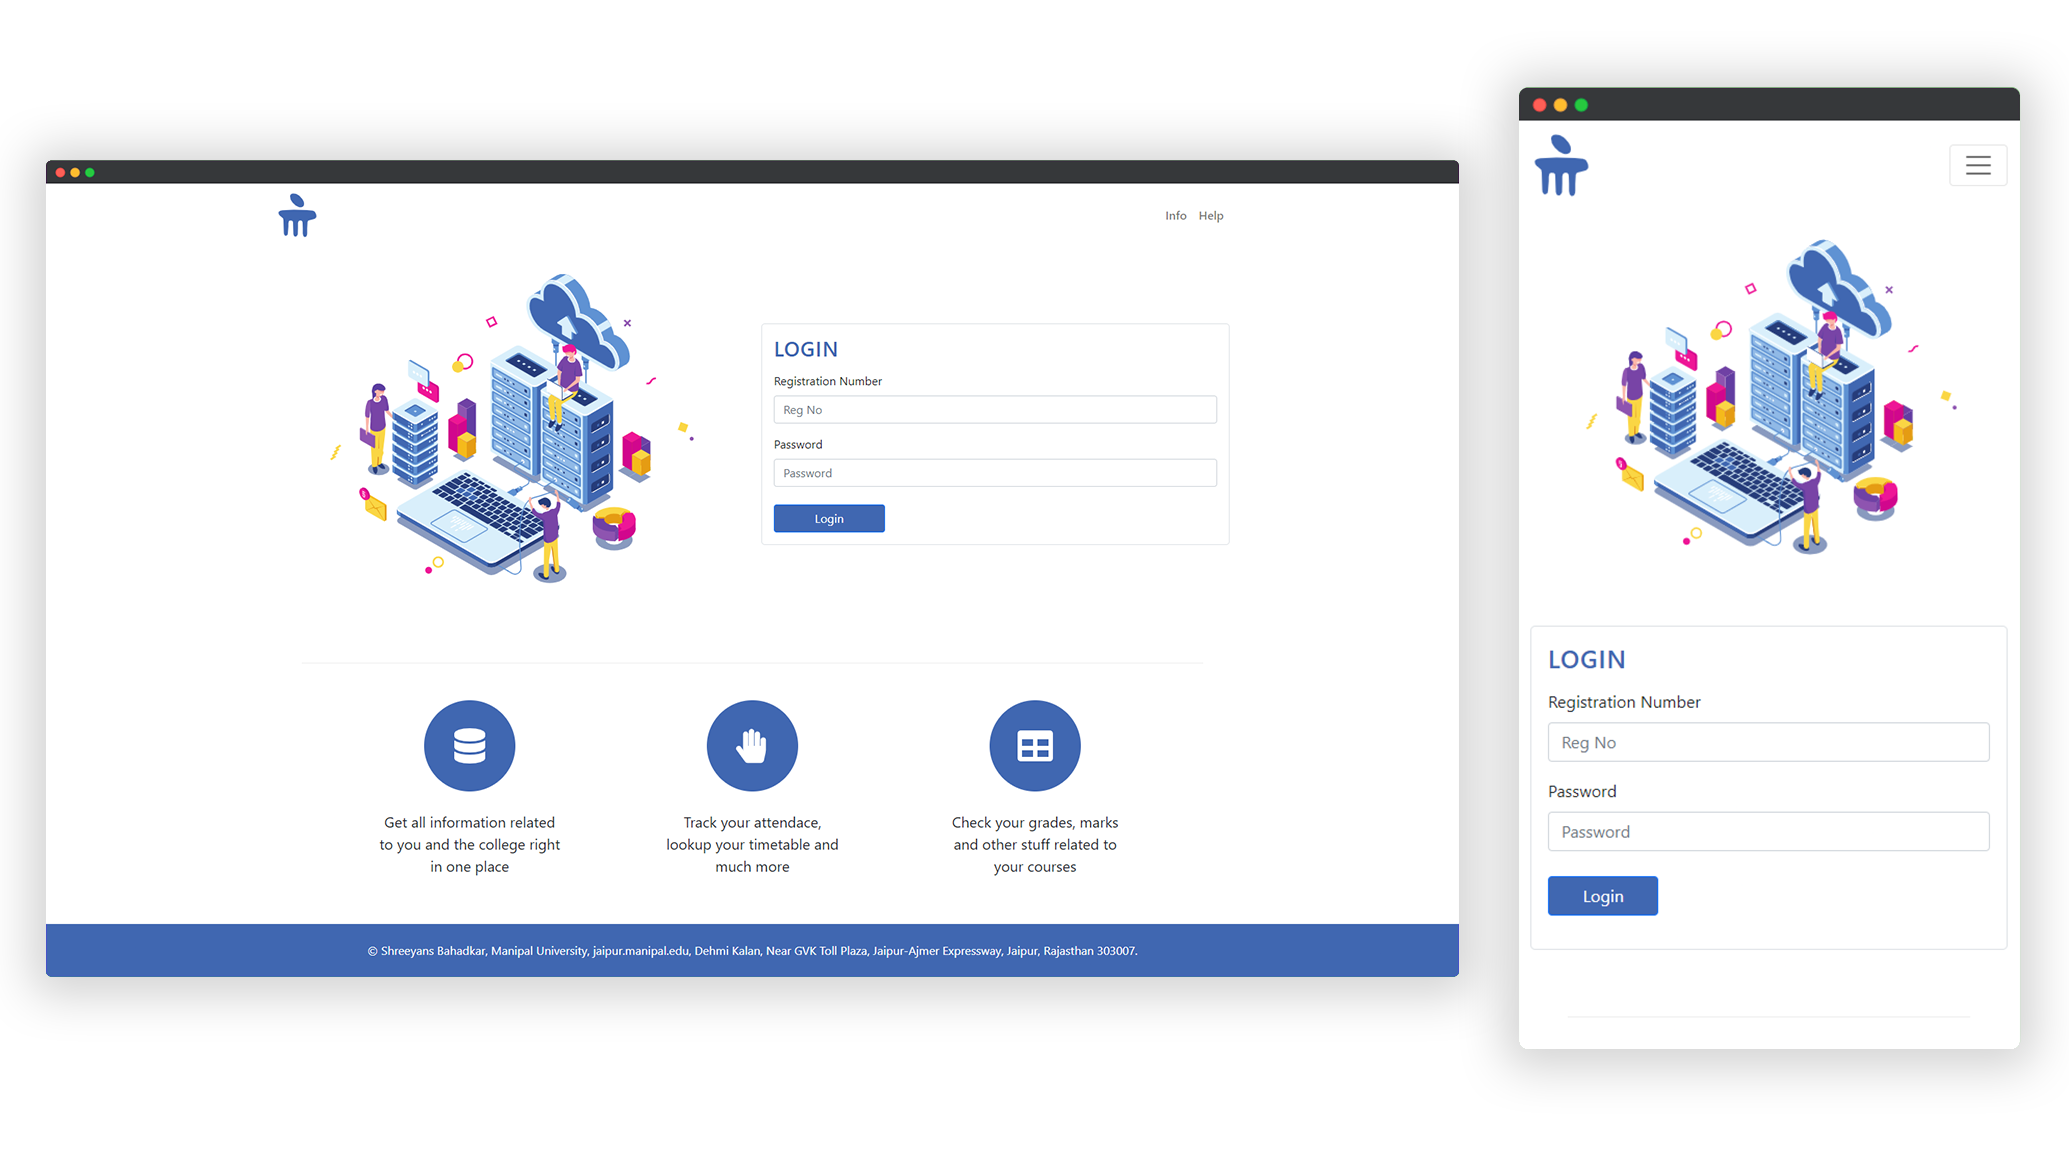 Info Help
LOGIN
Registration Number
Reg No
Password
Password
Login
Get all information related
to you and the college right
in one place
Track your attendace,
lookup your timetable and
much more
Check your grades, marks
and other stuff related to
your courses
© Shreeyans Bahadkar, Manipal University, jaipur.manipal.edu, Dehmi Kalan, Near GVK Toll Plaza, Jaipur-Ajmer Expressway, Jaipur, Rajasthan 303007.
LOGIN
Registration Number
Reg No
Password
Password
Login